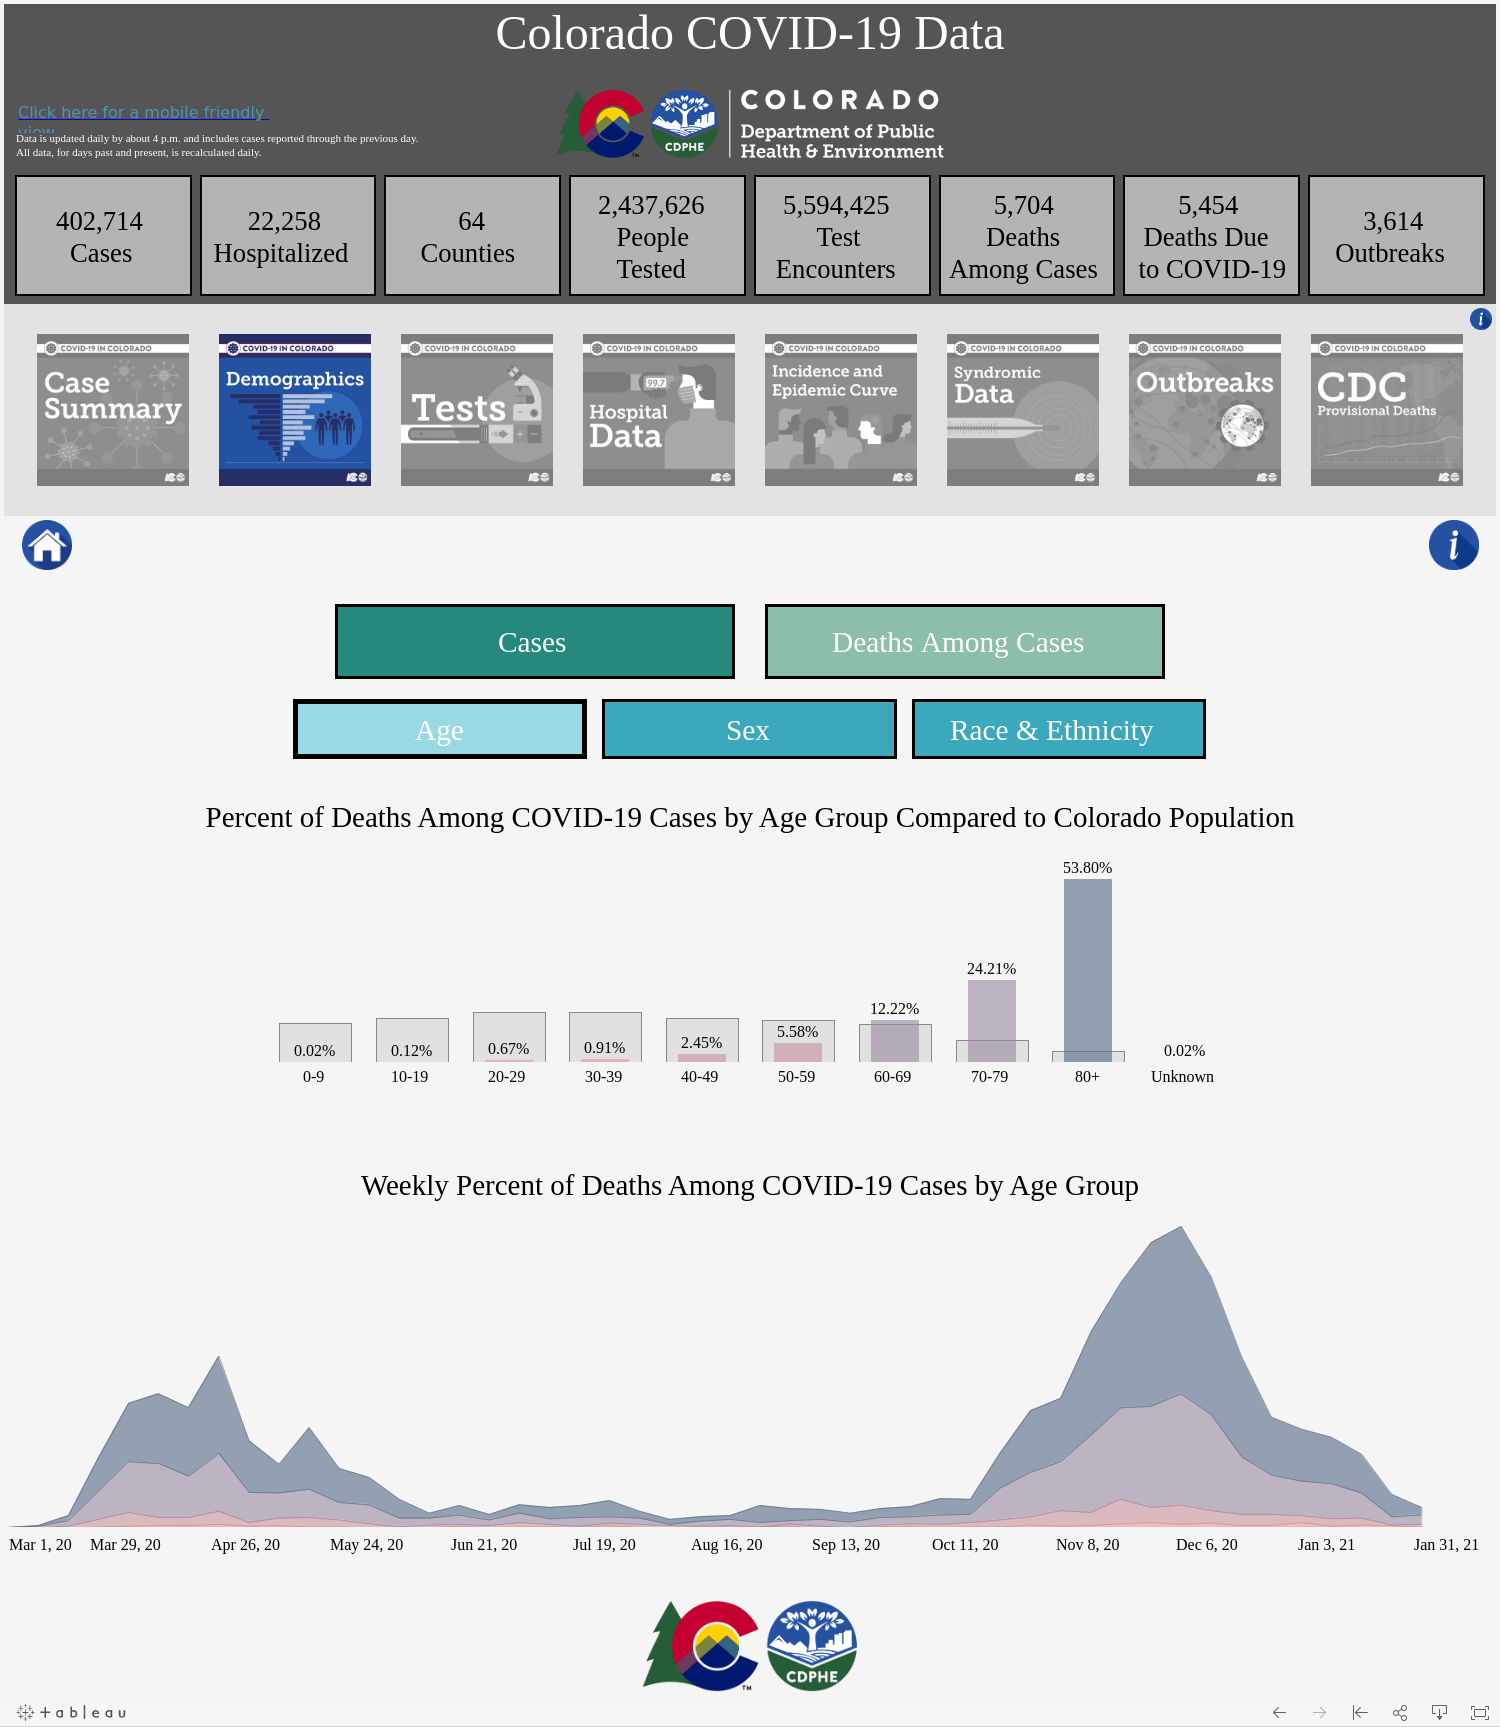 Colorado COVID-19 Data
Click here for a mobile friendly
view
Data is updated daily by about 4 p.m. and includes cases reported through the previous day.
All data, for days past and present, is recalculated daily.
COLORADO
Department of Public
Health & Environment
CDPHE
TM
402,714
Cases
22,258
Hospitalized
64
Counties
2,437,626
People
Tested
5,594,425
Test
Encounters
5,704
Deaths
Among Cases
5,454
Deaths Due
to COVID-19
3,614
Outbreaks
i
COVID-19 IN COLORADO
Case
Summary
COVID-19 IN COLORADO
Demographics
COVID-19 IN COLORADO
Tests
COVID-19 IN COLORADO
99.7
Hospital
Data
COVID-19 IN COLORADO
Incidence and
Epidemic Curve
COVID-19 IN COLORADO
Syndromic
Data
COVID-19 IN COLORADO
Outbreaks
COVID-19 IN COLORADO
CDC
Provisional Deaths
i
Cases
Deaths Among Cases
Age
Sex
Race & Ethnicity
Percent of Deaths Among COVID-19 Cases by Age Group Compared to Colorado Population
53.80%
24.21%
12.22%
5.58%
2.45%
0.91%
0.67%
0.12%
0.02%
0.02%
0-9
10-19
20-29
30-39
40-49
50-59
60-69
70-79
80+
Unknown
Weekly Percent of Deaths Among COVID-19 Cases by Age Group
Mar 1, 20
Mar 29, 20
Apr 26, 20
May 24, 20
Jun 21, 20
Jul 19, 20
Aug 16, 20
Sep 13, 20
Oct 11, 20
Nov 8, 20
Dec 6, 20
Jan 3, 21
Jan 31, 21
TM
CDPHE
tableau